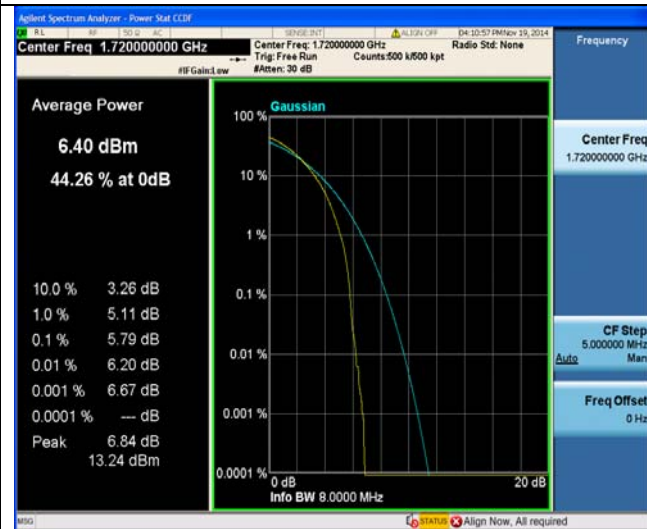 Agilent Spectrum Analyzer - Power Stat CCDF
RL RF 50 Ω AC SENSE:INT ALIGN OFF 04:10:57 PM Nov 19, 2014
Center Freq 1.720000000 GHz
Center Freq: 1.720000000 GHz Radio Std: None
Trig: Free Run Counts:500 k/500 kpt
#IFGain:Low #Atten: 30 dB
Frequency
Average Power
6.40 dBm
44.26 % at 0dB
10.0 % 3.26 dB
1.0 % 5.11 dB
0.1 % 5.79 dB
0.01 % 6.20 dB
0.001 % 6.67 dB
0.0001 % --- dB
Peak 6.84 dB
13.24 dBm
Gaussian
100 %
10 %
1 %
0.1 %
0.01 %
0.001 %
0.0001 %
0 dB 20 dB
Info BW 8.0000 MHz
Center Freq
1.720000000 GHz
CF Step
5.000000 MHz
Auto Man
Freq Offset
0 Hz
MSG STATUS Align Now, All required